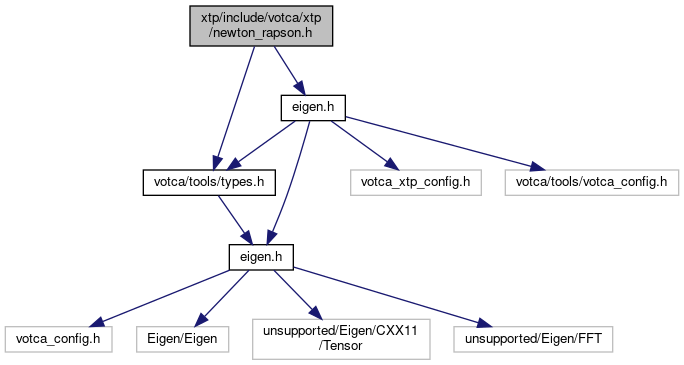 xtp/include/votca/xtp
/newton_rapson.h
eigen.h
votca/tools/types.h
votca_xtp_config.h
votca/tools/votca_config.h
eigen.h
votca_config.h
Eigen/Eigen
unsupported/Eigen/CXX11
/Tensor
unsupported/Eigen/FFT